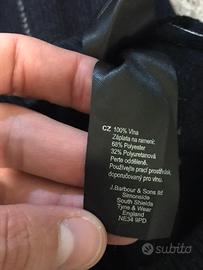 CZ 100% Vlna
Záplata na rameni:
68% Polyester
32% Polyuretanová
Perte odděleně.
Používejte prací prostředek
doporučovaný pro vlnu.
J.Barbour & Sons ltd
Simonside
South Shields
Tyne & Wear
England
NE34 9PD
subito